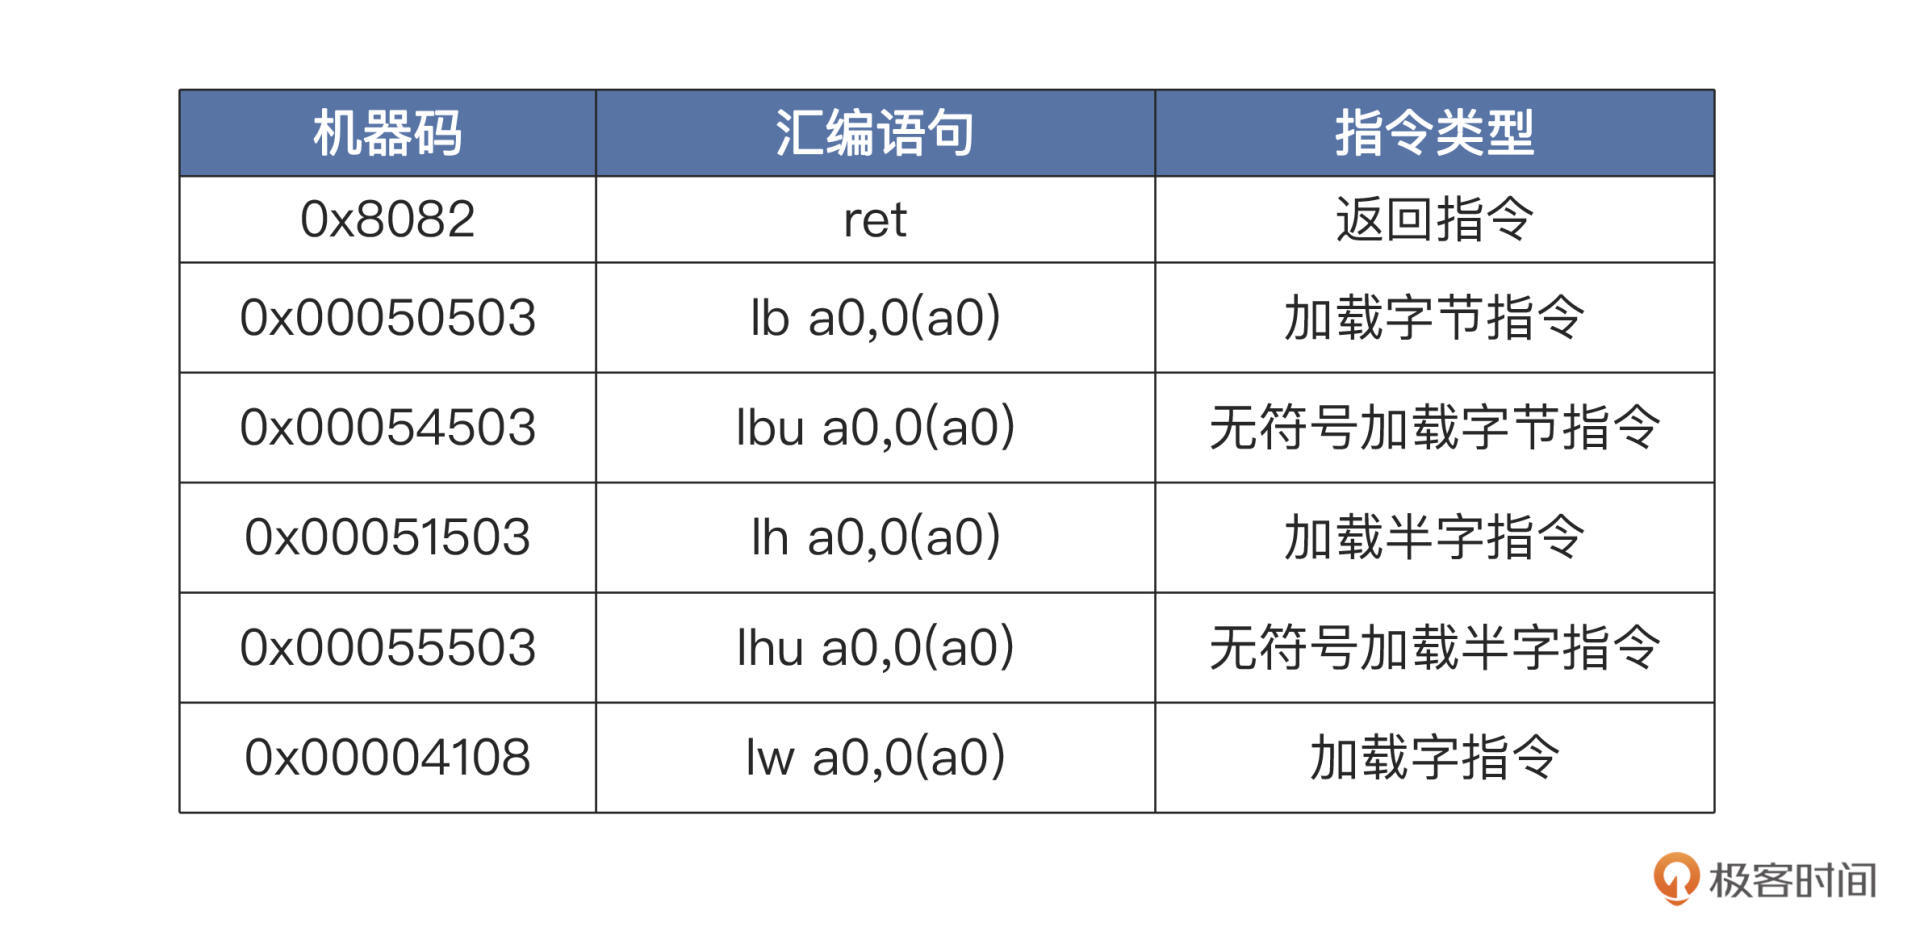 机器码 汇编语句 指令类型
0x8082 ret 返回指令
0x00050503 lb a0,0(a0) 加载字节指令
0x00054503 lbu a0,0(a0) 无符号加载字节指令
0x00051503 lh a0,0(a0) 加载半字指令
0x00055503 lhu a0,0(a0) 无符号加载半字指令
0x00004108 lw a0,0(a0) 加载字指令
极客时间